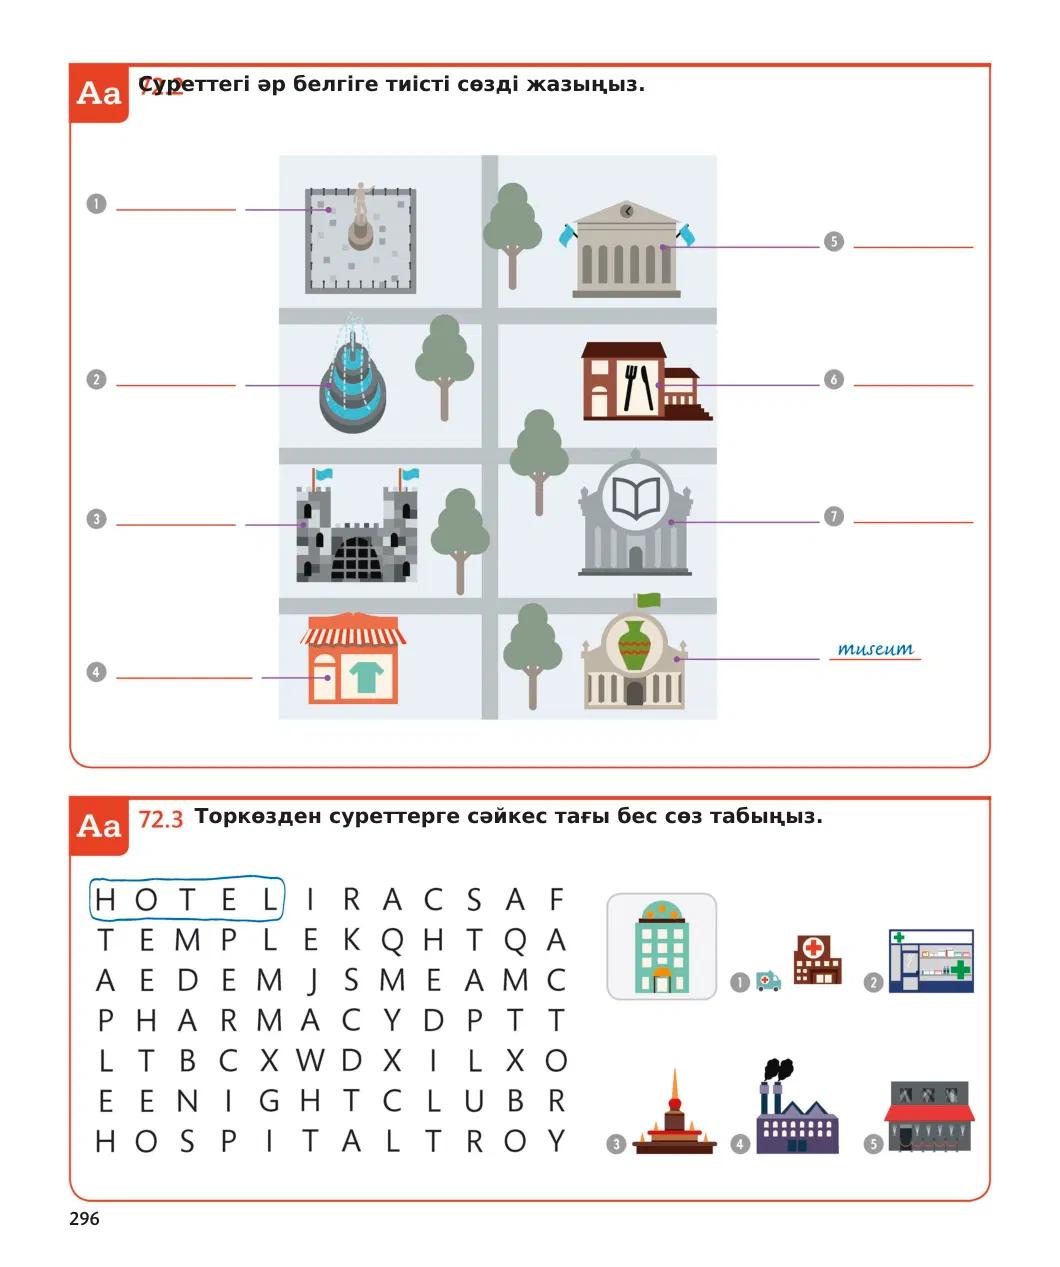 Aa 72.2 Суреттегі әр белгіге тиісті сөзді жазыңыз.
1
5
2
6
3
7
museum
4
Aa 72.3 Торкөзден суреттерге сәйкес тағы бес сөз табыңыз.
H O T E L I R A C S A F
T E M P L E K Q H T Q A
A E D E M J S M E A M C
P H A R M A C Y D P T T
L T B C X W D X I L X O
E E N I G H T C L U B R
H O S P I T A L T R O Y
1
2
3
4
5
296